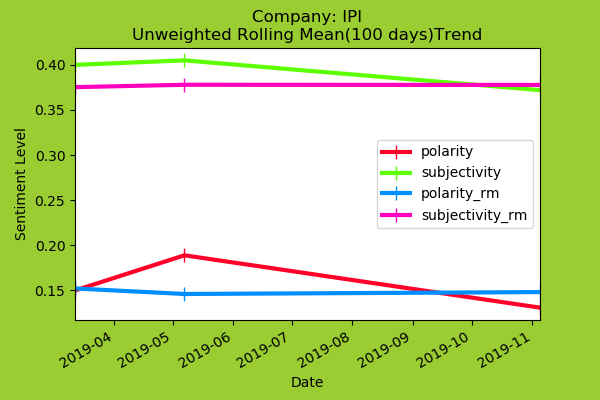 Company: IPI
Unweighted Rolling Mean(100 days)Trend
Sentiment Level
0.40
0.35
0.30
0.25
0.20
0.15
polarity
subjectivity
polarity_rm
subjectivity_rm
2019-04
2019-05
2019-06
2019-07
2019-08
2019-09
2019-10
2019-11
Date